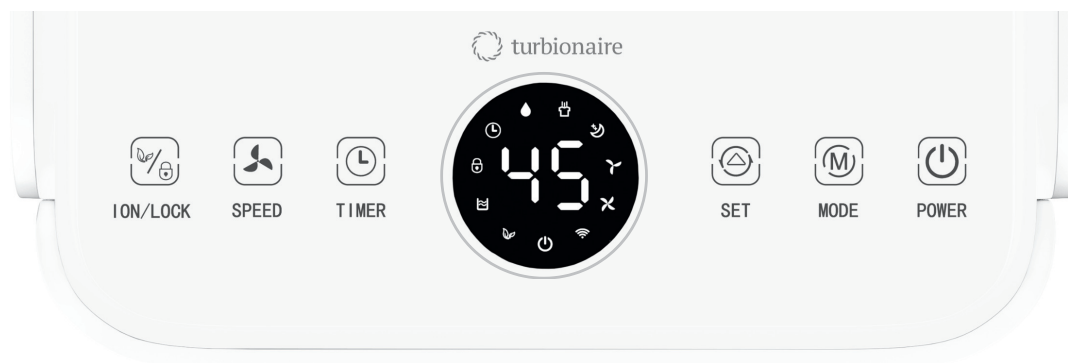 turbionaire
45
ION/LOCK
SPEED
TIMER
SET
M
MODE
POWER